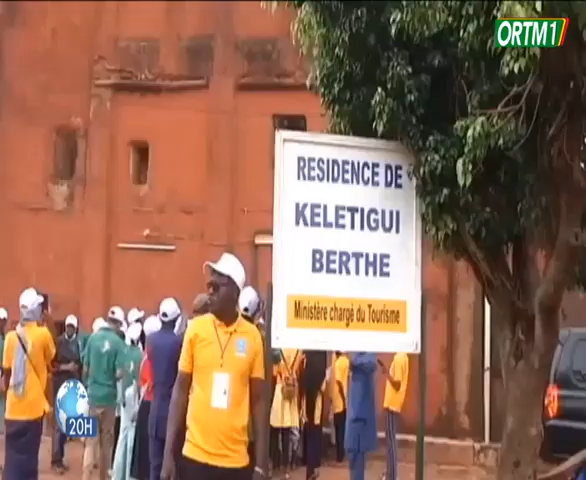 ORTM1
RESIDENCE DE
KELETIGUI
BERTHE
Ministère chargé du Tourisme
20H